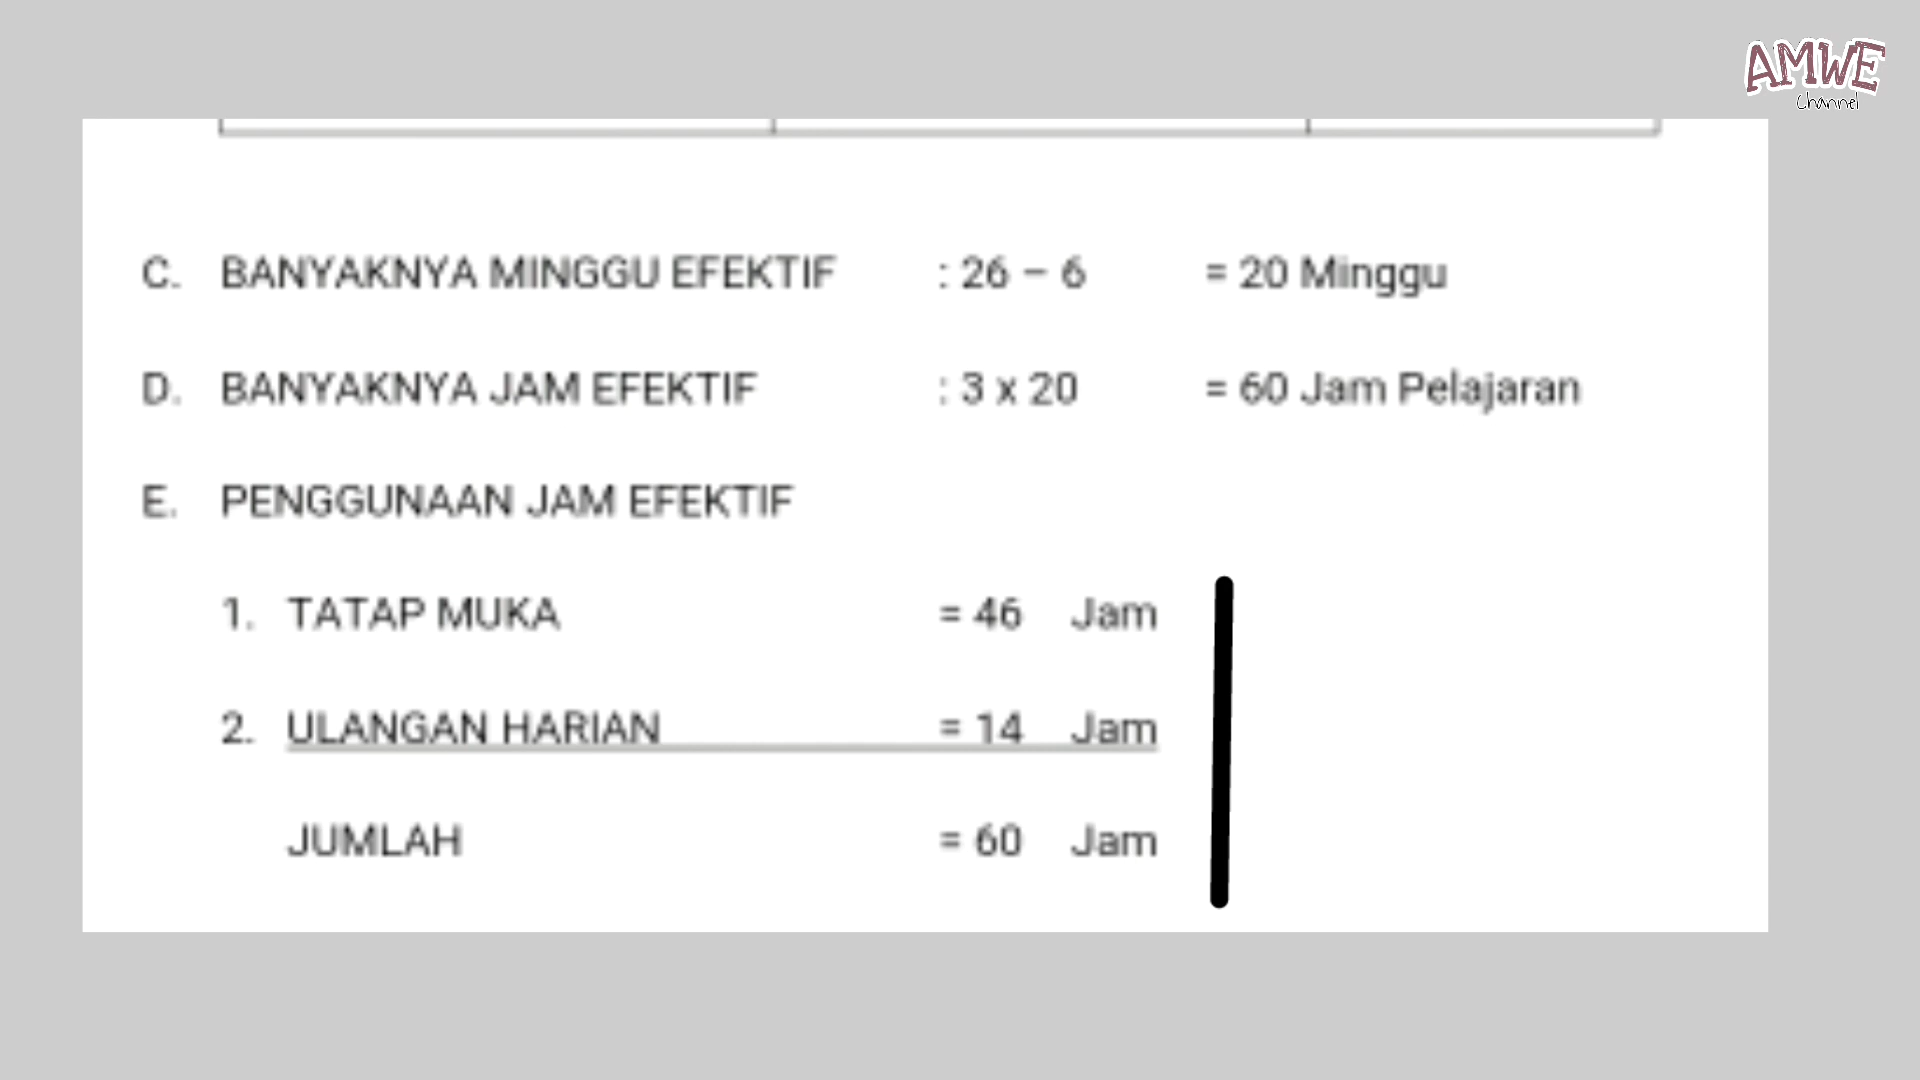 AMWE
Channel
C. BANYAKNYA MINGGU EFEKTIF : 26 – 6 = 20 Minggu
D. BANYAKNYA JAM EFEKTIF : 3 x 20 = 60 Jam Pelajaran
E. PENGGUNAAN JAM EFEKTIF
1. TATAP MUKA = 46 Jam
2. ULANGAN HARIAN = 14 Jam
JUMLAH = 60 Jam